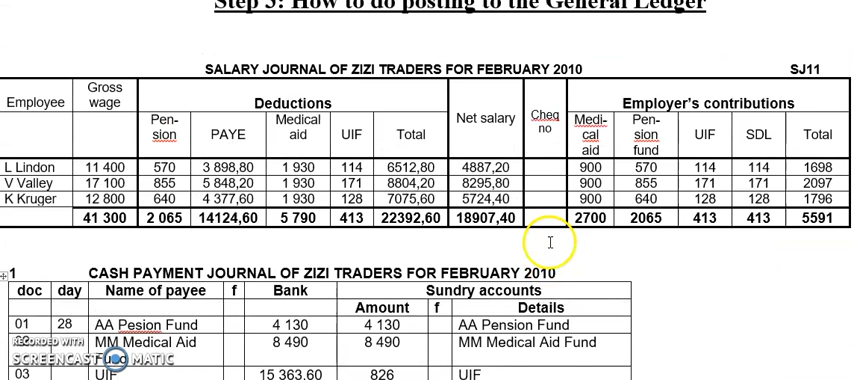 Step 3: How to do posting to the General Ledger
SALARY JOURNAL OF ZIZI TRADERS FOR FEBRUARY 2010 SJ11
Employee Gross wage Deductions Net salary Cheq no Employer's contributions
Pen-sion PAYE Medical aid UIF Total Medi-cal aid Pen-sion fund UIF SDL Total
L Lindon 11 400 570 3 898,80 1 930 114 6512,80 4887,20 900 570 114 114 1698
V Valley 17 100 855 5 848,20 1 930 171 8804,20 8295,80 900 855 171 171 2097
K Kruger 12 800 640 4 377,60 1 930 128 7075,60 5724,40 900 640 128 128 1796
41 300 2 065 14124,60 5 790 413 22392,60 18907,40 2700 2065 413 413 5591
1 CASH PAYMENT JOURNAL OF ZIZI TRADERS FOR FEBRUARY 2010
doc day Name of payee f Bank Sundry accounts
Amount f Details
01 28 AA Pesion Fund 4 130 4 130 AA Pension Fund
MM Medical Aid 8 490 8 490 MM Medical Aid Fund
RECORDED WITH
SCREENCAST MATIC
03 UIF 15 363,60 826 UIF